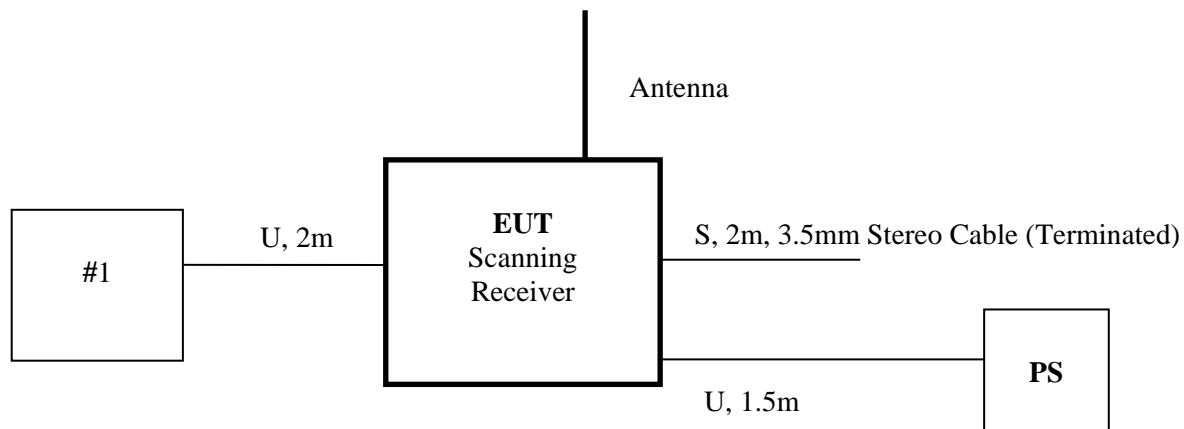 Antenna
EUT
Scanning
Receiver
U, 2m
#1
S, 2m, 3.5mm Stereo Cable (Terminated)
U, 1.5m
PS